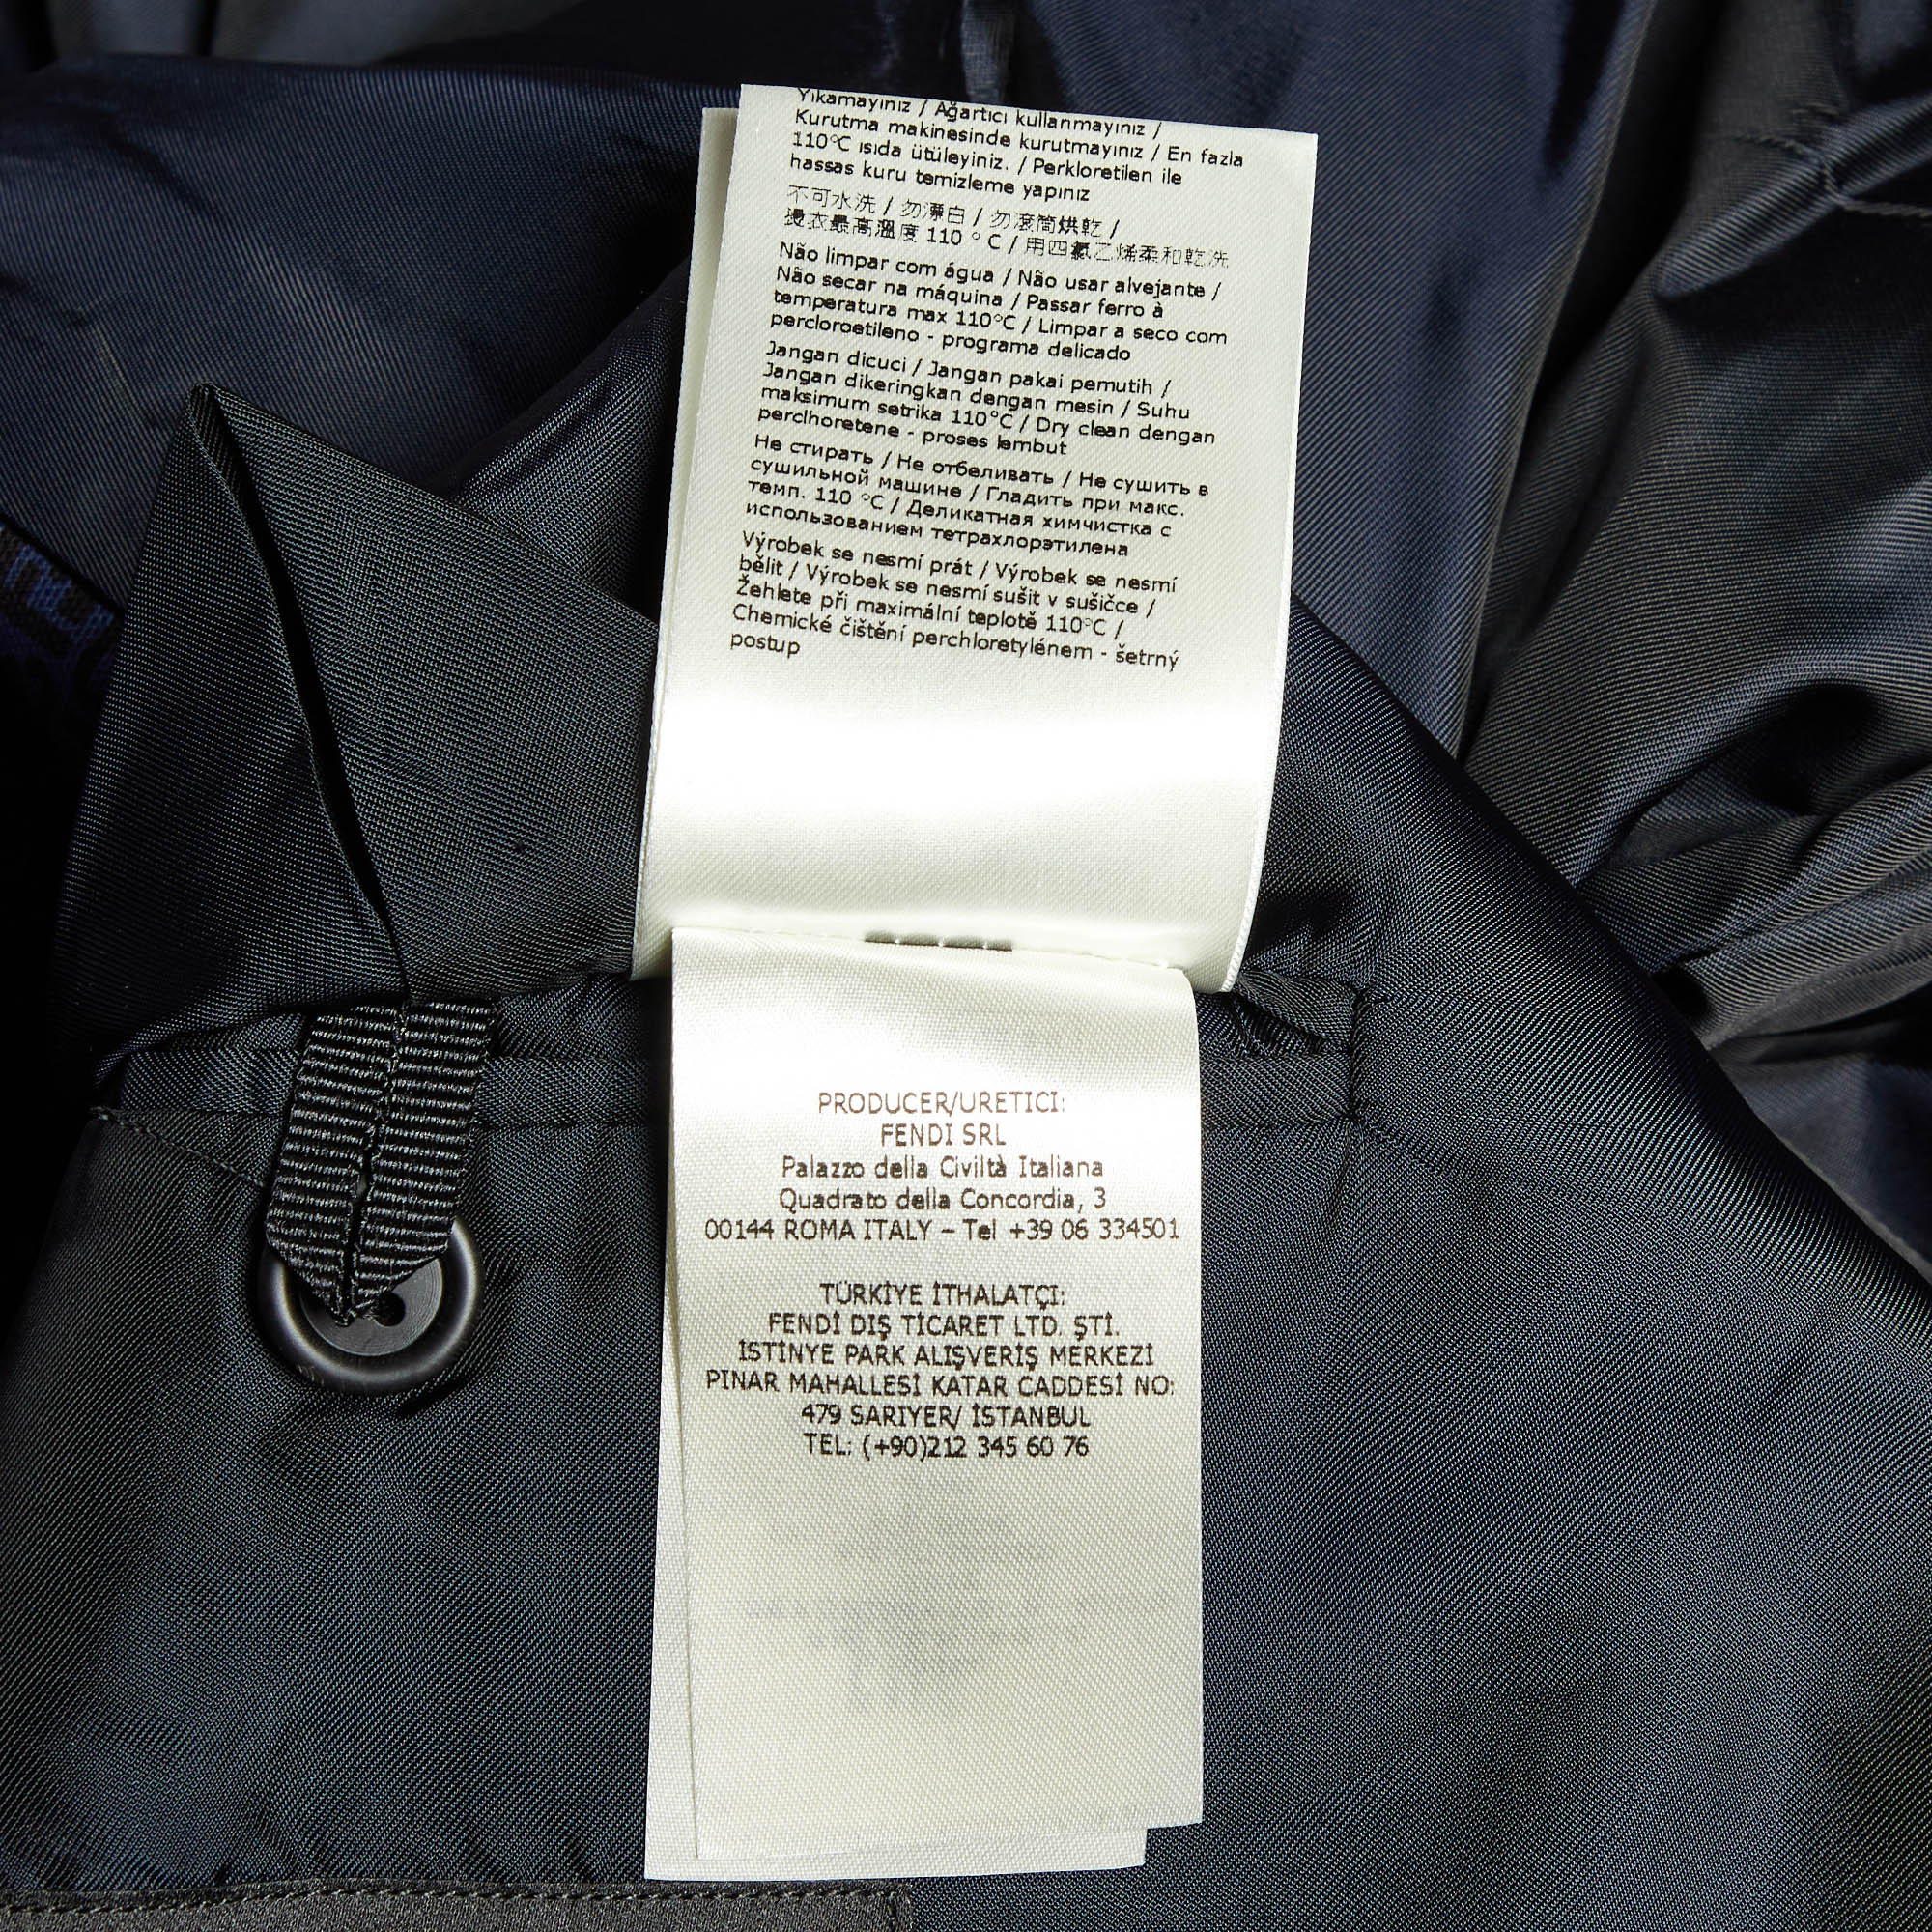 Yıkamayınız / Ağartıcı kullanmayınız /
Kurutma makinesinde kurutmayınız / En fazla
110°C ısıda ütüleyiniz. / Perkloretilen ile
hassas kuru temizleme yapınız
不可水洗 / 勿漂白 / 勿滾筒烘乾 /
燙衣最高溫度 110 ° C / 用四氯乙烯柔和乾洗
Não limpar com água / Não usar alvejante /
Não secar na máquina / Passar ferro à
temperatura max 110°C / Limpar a seco com
percloroetileno - programa delicado
Jangan dicuci / Jangan pakai pemutih /
Jangan dikeringkan dengan mesin / Suhu
maksimum setrika 110°C / Dry clean dengan
perclhoretene - proses lembut
Не стирать / Не отбеливать / Не сушить в
сушильной машине / Гладить при макс.
темп. 110 °C / Деликатная химчистка с
использованием тетрахлорэтилена
Výrobek se nesmí prát / Výrobek se nesmí
bělit / Výrobek se nesmí sušit v sušičce /
Žehlete při maximální teplotě 110°C /
Chemické čištění perchloretylénem - šetrný
postup
PRODUCER/URETICI:
FENDI SRL
Palazzo della Civiltà Italiana
Quadrato della Concordia, 3
00144 ROMA ITALY – Tel +39 06 334501
TÜRKİYE İTHALATÇI:
FENDİ DIŞ TİCARET LTD. ŞTİ.
İSTİNYE PARK ALIŞVERİŞ MERKEZİ
PINAR MAHALLESİ KATAR CADDESİ NO:
479 SARIYER/ İSTANBUL
TEL: (+90)212 345 60 76